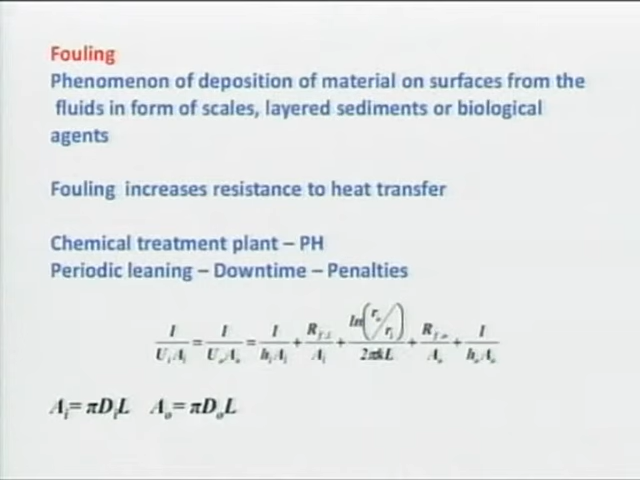 Fouling
Phenomenon of deposition of material on surfaces from the
fluids in form of scales, layered sediments or biological
agents
Fouling increases resistance to heat transfer
Chemical treatment plant – PH
Periodic leaning – Downtime – Penalties
1/(UᵢAᵢ) = 1/(UₒAₒ) = 1/(hᵢAᵢ) + R_f,i/Aᵢ + ln(rₒ/rᵢ)/(2πkL) + R_f,o/Aₒ + 1/(hₒAₒ)
Aᵢ= πDᵢL Aₒ= πDₒL